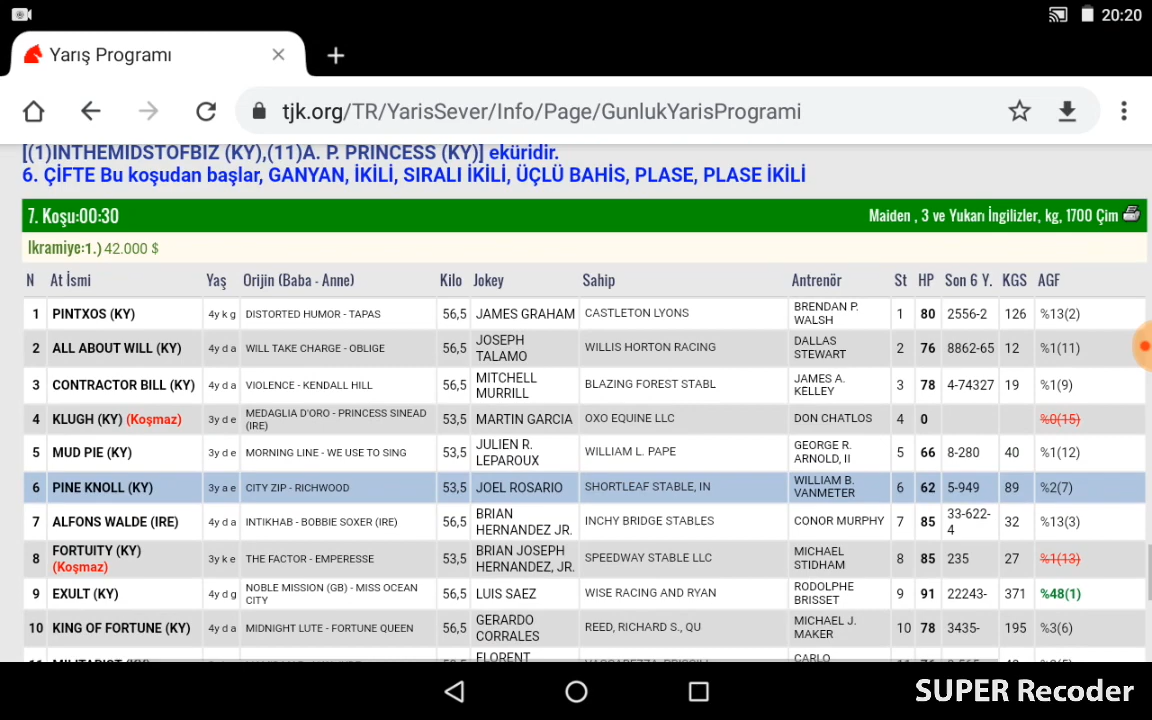 20:20
Yarış Programı
tjk.org/TR/YarisSever/Info/Page/GunlukYarisProgrami
[(1)INTHEMIDSTOFBIZ (KY),(11)A. P. PRINCESS (KY)] eküridir.
6. ÇİFTE Bu koşudan başlar, GANYAN, İKİLİ, SIRALI İKİLİ, ÜÇLÜ BAHİS, PLASE, PLASE İKİLİ
7. Koşu:00:30 Maiden , 3 ve Yukarı İngilizler, kg, 1700 Çim
Ikramiye:1.) 42.000 $
N At İsmi Yaş Orijin (Baba - Anne) Kilo Jokey Sahip Antrenör St HP Son 6 Y. KGS AGF
1 PINTXOS (KY) 4y k g DISTORTED HUMOR - TAPAS 56,5 JAMES GRAHAM CASTLETON LYONS BRENDAN P. WALSH 1 80 2556-2 126 %13(2)
2 ALL ABOUT WILL (KY) 4y d a WILL TAKE CHARGE - OBLIGE 56,5 JOSEPH TALAMO WILLIS HORTON RACING DALLAS STEWART 2 76 8862-65 12 %1(11)
3 CONTRACTOR BILL (KY) 4y d a VIOLENCE - KENDALL HILL 56,5 MITCHELL MURRILL BLAZING FOREST STABL JAMES A. KELLEY 3 78 4-74327 19 %1(9)
4 KLUGH (KY) (Koşmaz) 3y d e MEDAGLIA D'ORO - PRINCESS SINEAD (IRE) 53,5 MARTIN GARCIA OXO EQUINE LLC DON CHATLOS 4 0 %0(15)
5 MUD PIE (KY) 3y d e MORNING LINE - WE USE TO SING 53,5 JULIEN R. LEPAROUX WILLIAM L. PAPE GEORGE R. ARNOLD, II 5 66 8-280 40 %1(12)
6 PINE KNOLL (KY) 3y a e CITY ZIP - RICHWOOD 53,5 JOEL ROSARIO SHORTLEAF STABLE, IN WILLIAM B. VANMETER 6 62 5-949 89 %2(7)
7 ALFONS WALDE (IRE) 4y d a INTIKHAB - BOBBIE SOXER (IRE) 56,5 BRIAN HERNANDEZ JR. INCHY BRIDGE STABLES CONOR MURPHY 7 85 33-622-4 32 %13(3)
8 FORTUITY (KY) (Koşmaz) 3y k e THE FACTOR - EMPERESSE 53,5 BRIAN JOSEPH HERNANDEZ, JR. SPEEDWAY STABLE LLC MICHAEL STIDHAM 8 85 235 27 %1(13)
9 EXULT (KY) 4y d g NOBLE MISSION (GB) - MISS OCEAN CITY 56,5 LUIS SAEZ WISE RACING AND RYAN RODOLPHE BRISSET 9 91 22243- 371 %48(1)
10 KING OF FORTUNE (KY) 4y d a MIDNIGHT LUTE - FORTUNE QUEEN 56,5 GERARDO CORRALES REED, RICHARD S., QU MICHAEL J. MAKER 10 78 3435- 195 %3(6)
FLORENT CARLO
SUPER Recorder